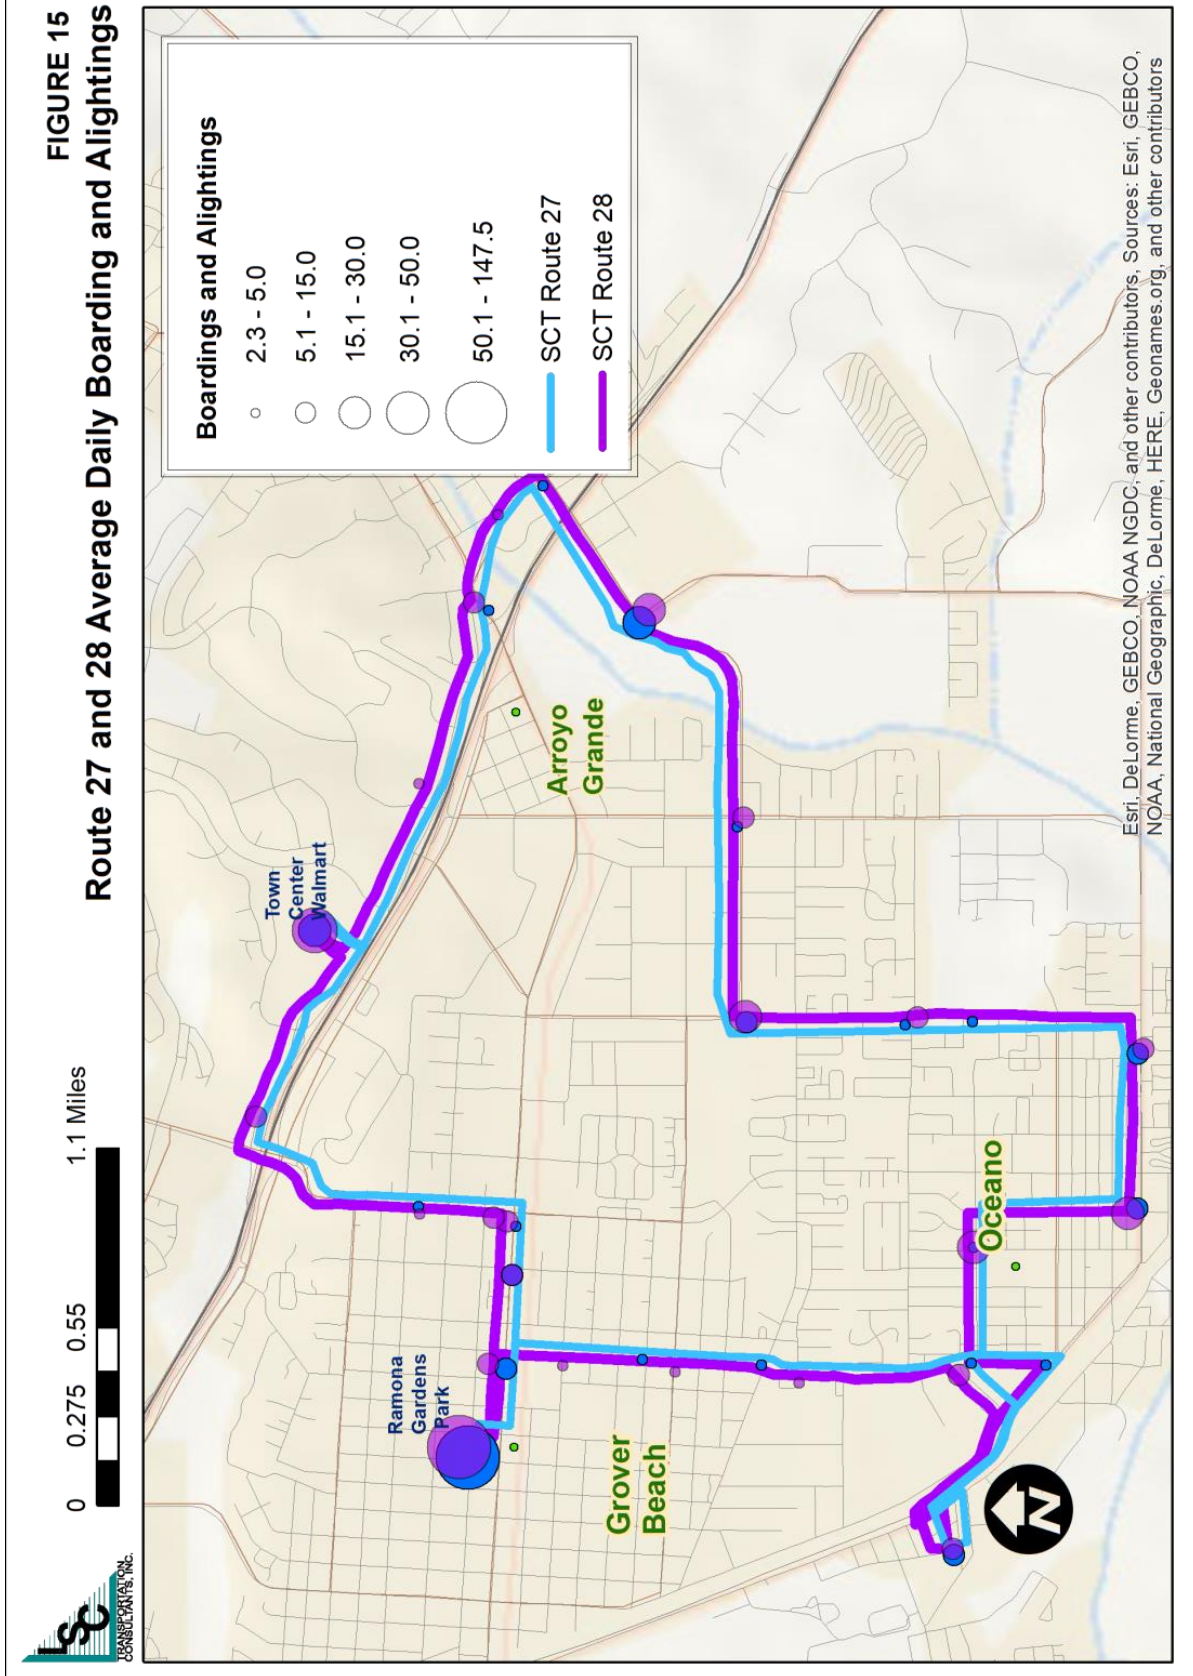 FIGURE 15
Route 27 and 28 Average Daily Boarding and Alightings
LSC
TRANSPORTATION
CONSULTANTS, INC.
0 0.275 0.55 1.1 Miles
Boardings and Alightings
2.3 - 5.0
5.1 - 15.0
15.1 - 30.0
30.1 - 50.0
50.1 - 147.5
SCT Route 27
SCT Route 28
Town
Center
Walmart
Ramona
Gardens
Park
Arroyo
Grande
Grover
Beach
Oceano
N
Esri, DeLorme, GEBCO, NOAA NGDC, and other contributors, Sources: Esri, GEBCO,
NOAA, National Geographic, DeLorme, HERE, Geonames.org, and other contributors